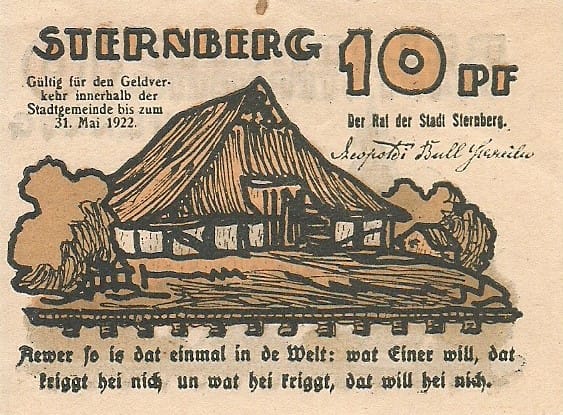 STERNBERG 10 PF
Gültig für den Geldver-
kehr innerhalb der
Stadtgemeinde bis zum
31. Mai 1922.
Der Rat der Stadt Sternberg.
Aewer so is dat einmal in de Welt: wat Einer will, dat
kriggt hei nich un wat hei kriggt, dat will hei nich.